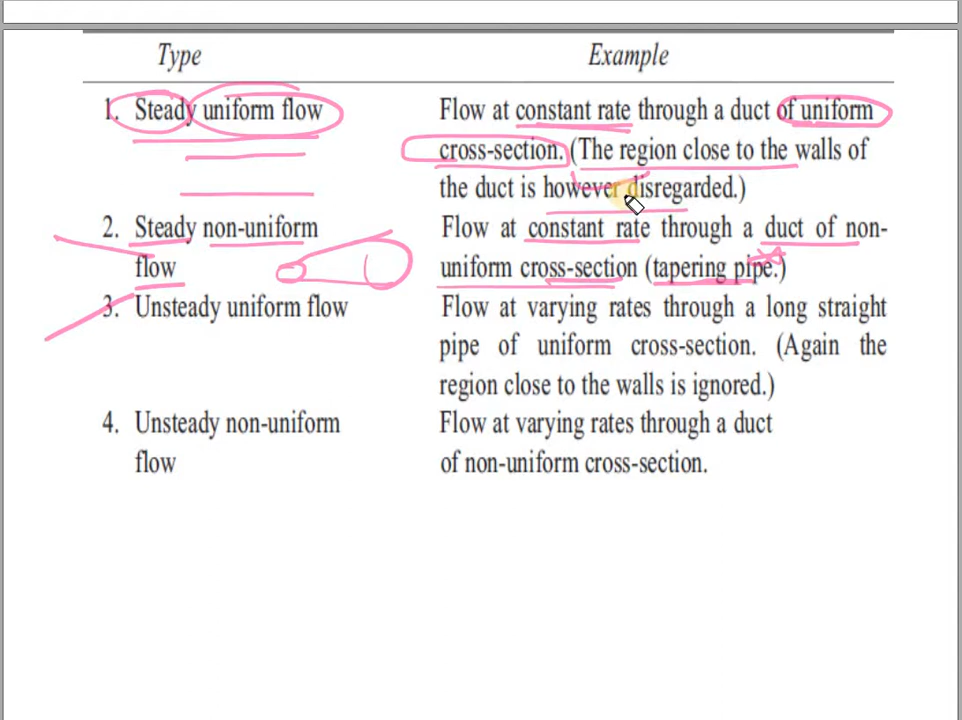 Type Example
1. Steady uniform flow Flow at constant rate through a duct of uniform
cross-section. (The region close to the walls of
the duct is however disregarded.)
2. Steady non-uniform Flow at constant rate through a duct of non-
flow uniform cross-section (tapering pipe.)
3. Unsteady uniform flow Flow at varying rates through a long straight
pipe of uniform cross-section. (Again the
region close to the walls is ignored.)
4. Unsteady non-uniform Flow at varying rates through a duct
flow of non-uniform cross-section.